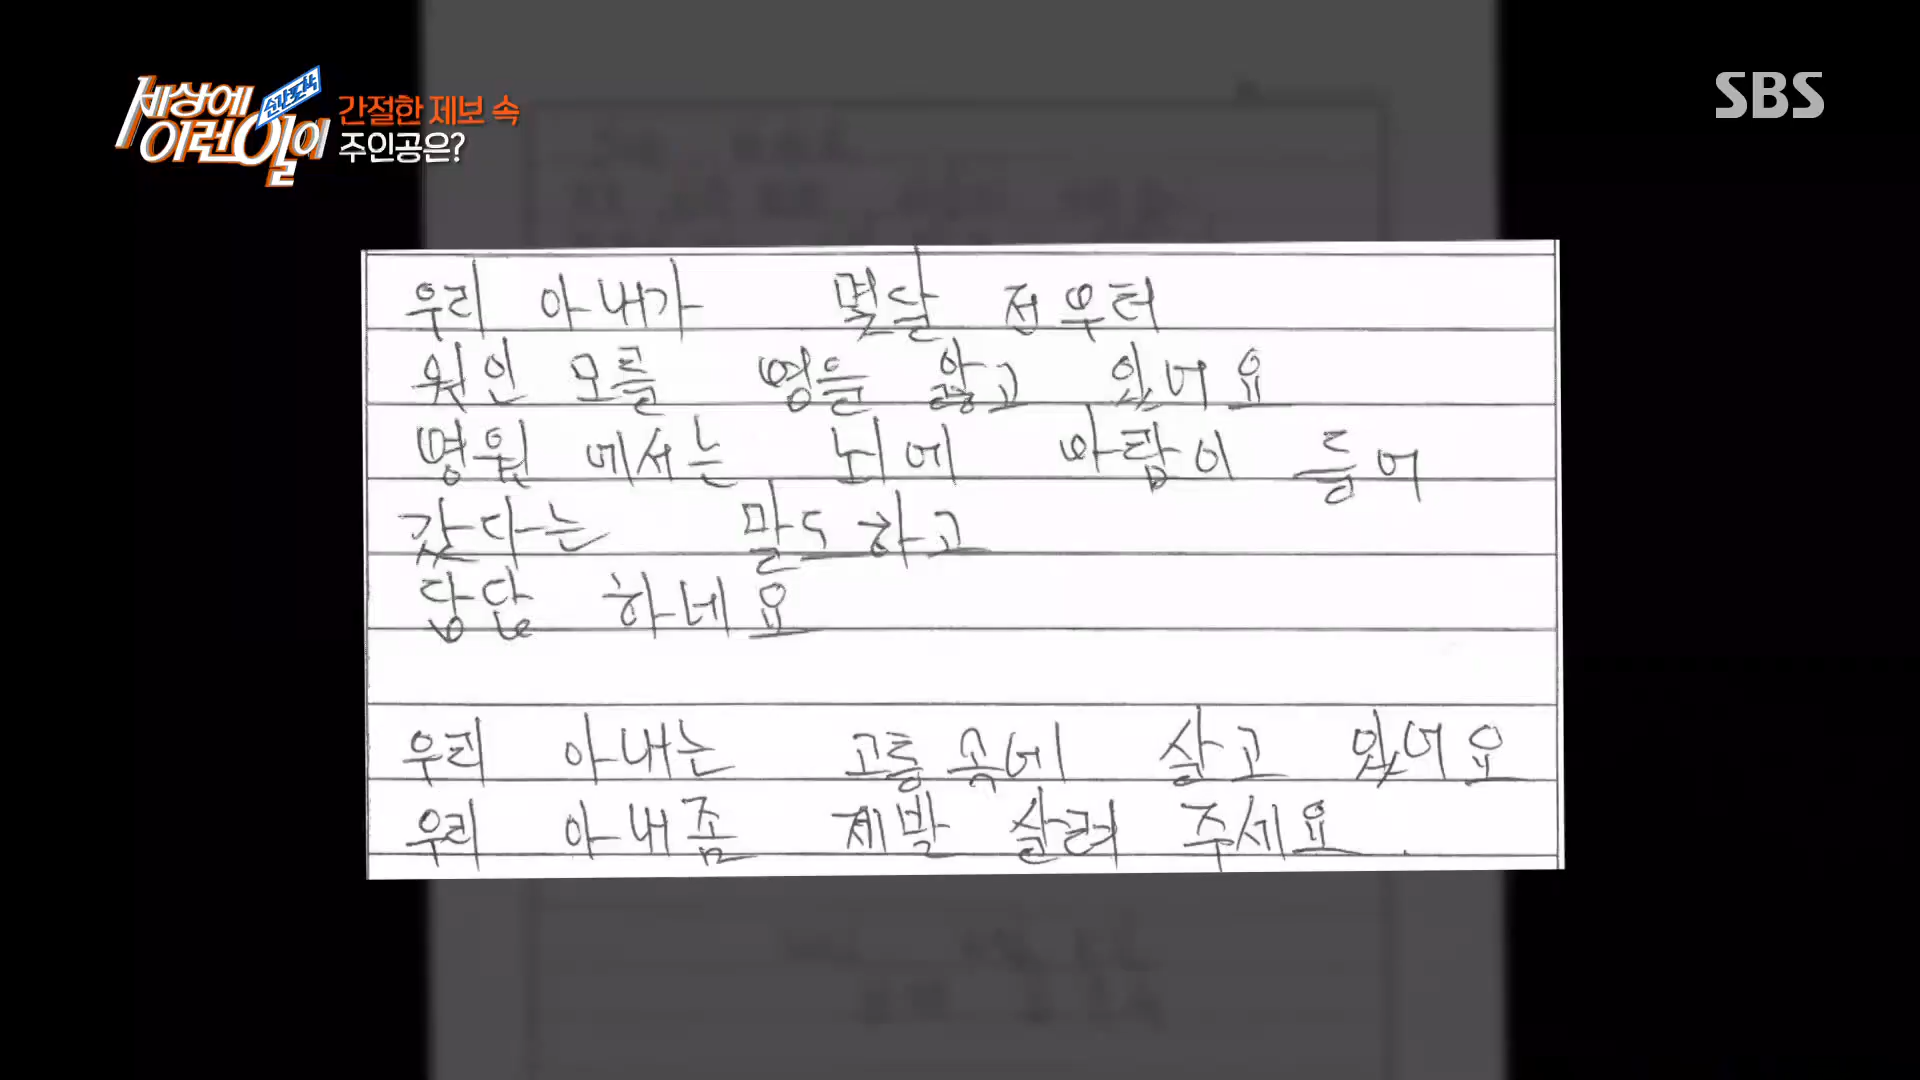 세상에 이런 일이
순간포착
간절한 제보 속
주인공은?
SBS
우리 아내가 몇달 전부터
원인 모를 병을 앓고 있어요
병원에서는 뇌에 바람이 들어
갔다는 말도하고
답답 하네요
우리 아내는 고통속에 살고 있어요
우리 아내좀 제발 살려 주세요.